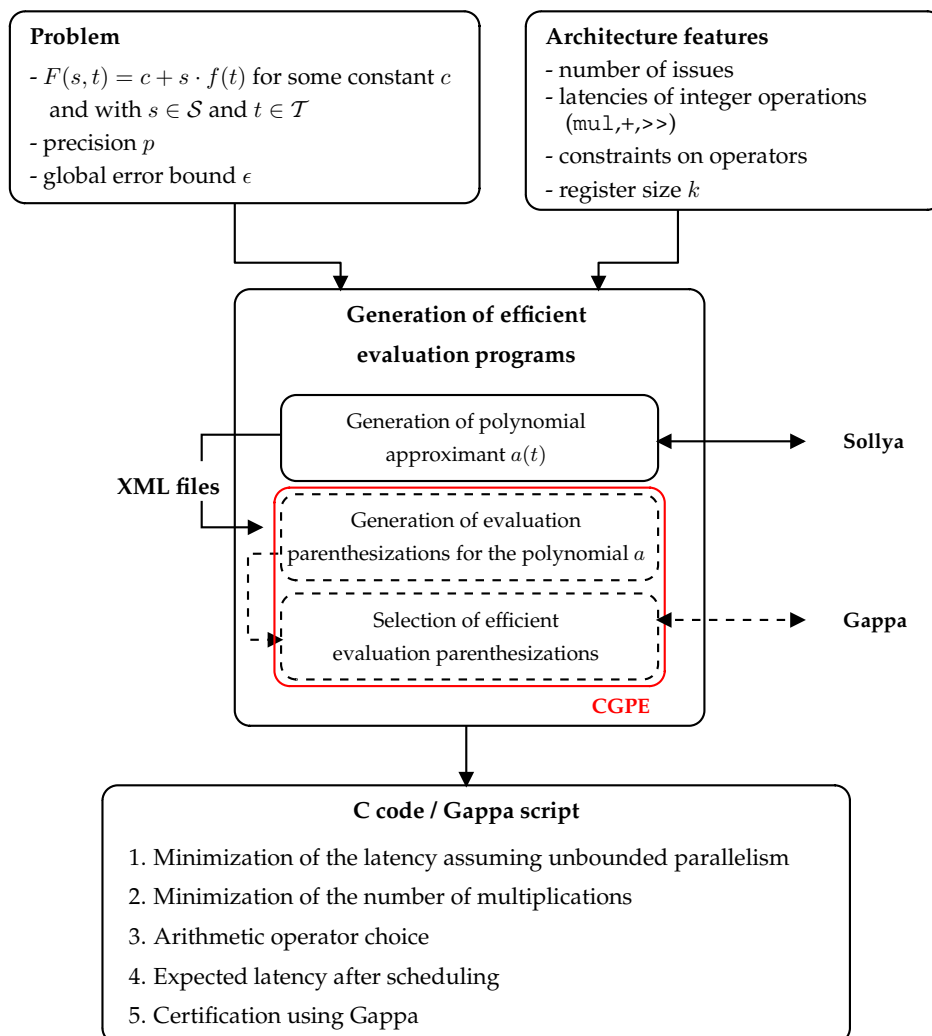 Problem
- F(s, t) = c + s · f(t) for some constant c
and with s ∈ 𝒮 and t ∈ 𝒯
- precision p
- global error bound ϵ
Architecture features
- number of issues
- latencies of integer operations
(mul,+,>>)
- constraints on operators
- register size k
Generation of efficient
evaluation programs
Generation of polynomial
approximant a(t)
Sollya
XML files
Generation of evaluation
parenthesizations for the polynomial a
Selection of efficient
evaluation parenthesizations
Gappa
CGPE
C code / Gappa script
1. Minimization of the latency assuming unbounded parallelism
2. Minimization of the number of multiplications
3. Arithmetic operator choice
4. Expected latency after scheduling
5. Certification using Gappa